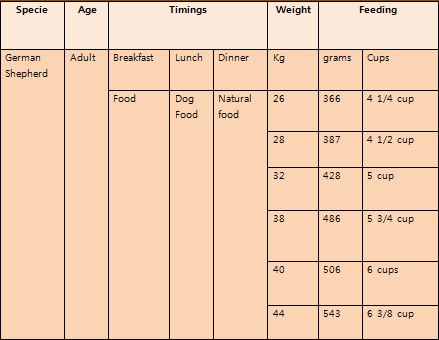 Specie Age Timings Weight Feeding
German Shepherd Adult Breakfast Lunch Dinner Kg grams Cups
Food Dog Food Natural food 26 366 4 1/4 cup
28 387 4 1/2 cup
32 428 5 cup
38 486 5 3/4 cup
40 506 6 cups
44 543 6 3/8 cup